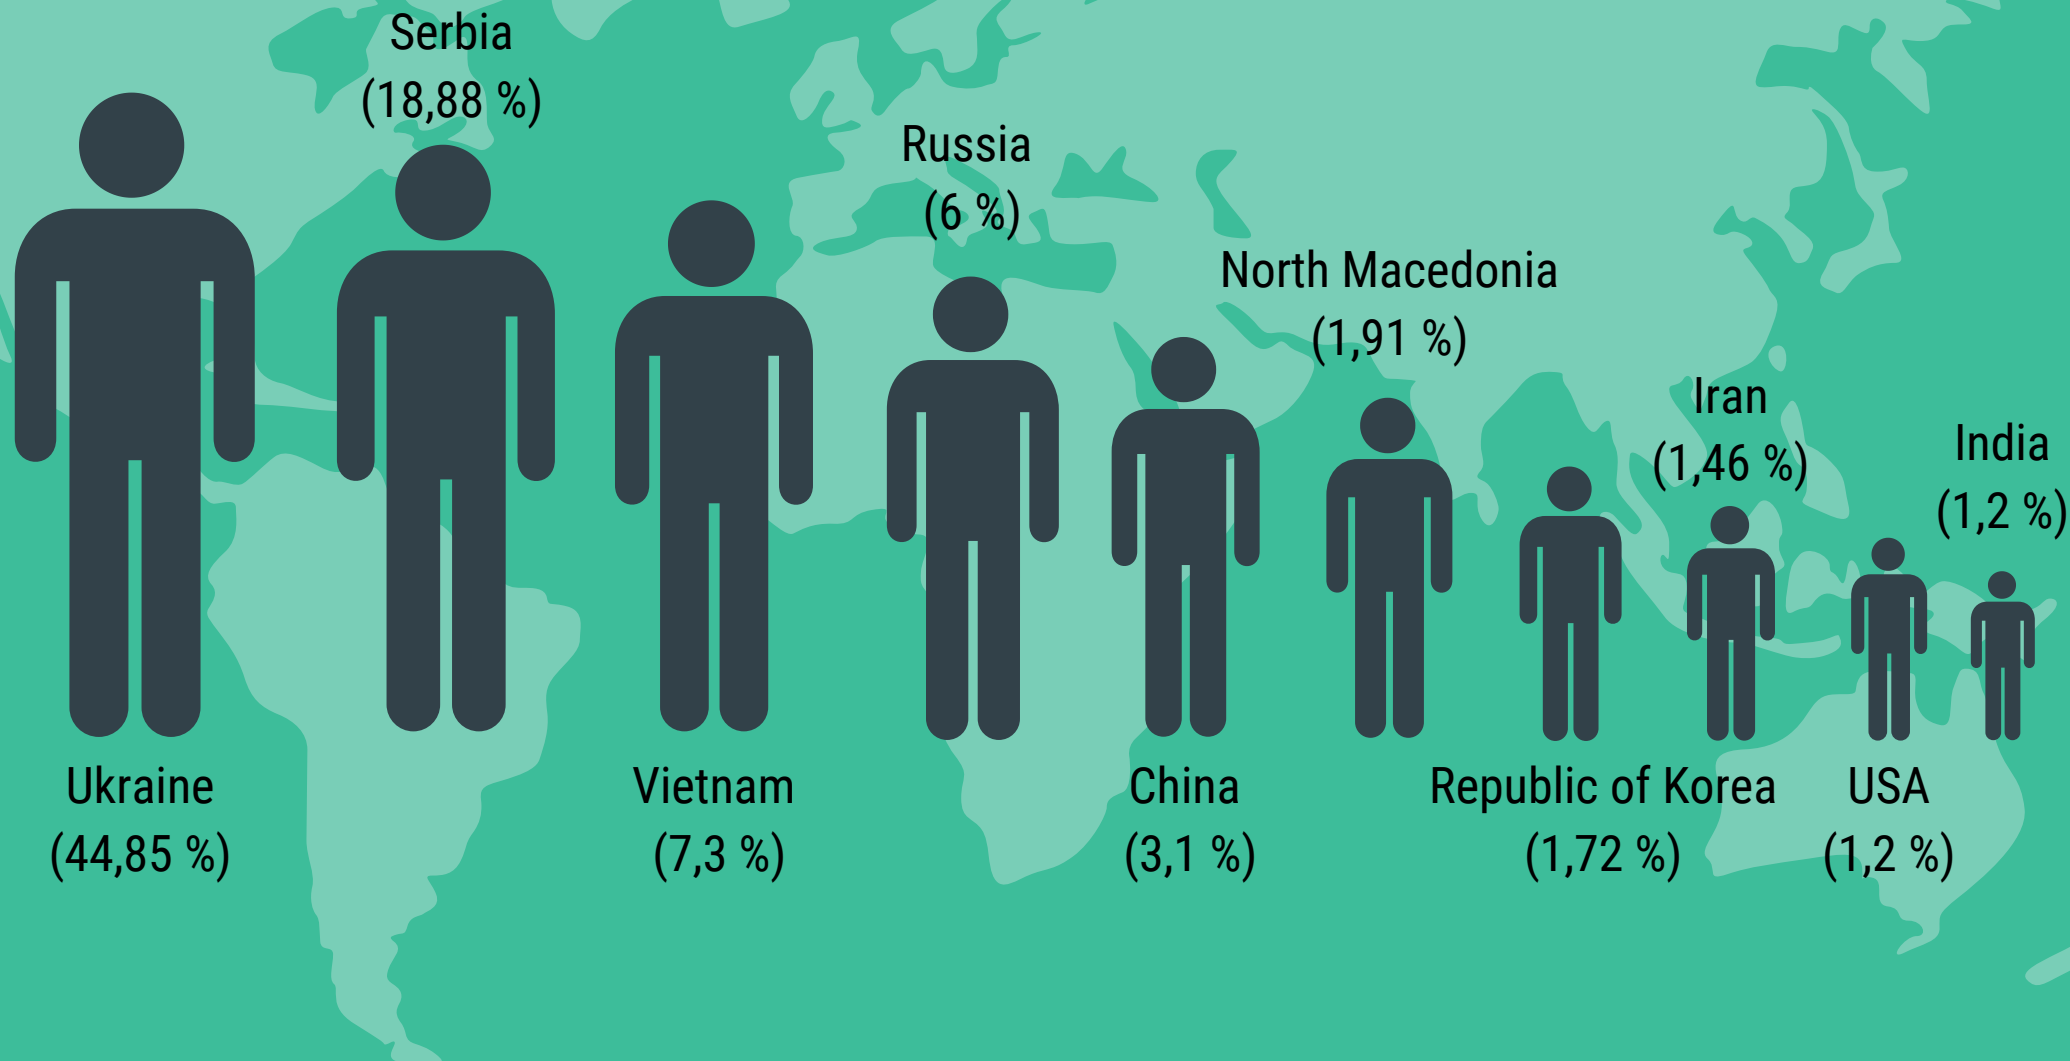 Serbia
(18,88 %)
Russia
(6 %)
North Macedonia
(1,91 %)
Iran
(1,46 %)
India
(1,2 %)
Ukraine
(44,85 %)
Vietnam
(7,3 %)
China
(3,1 %)
Republic of Korea
(1,72 %)
USA
(1,2 %)